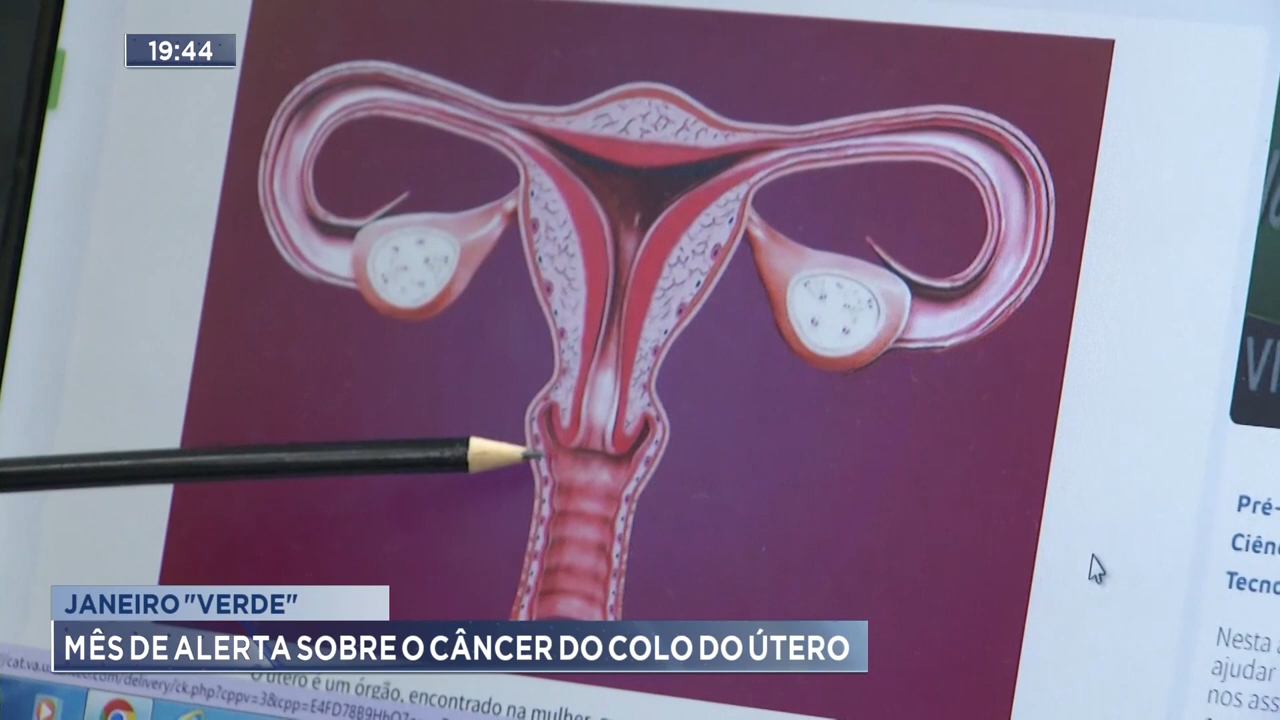 19:44
VI
Pré-
Ciên
Tecno
Nesta
ajudar
nos ass
JANEIRO "VERDE"
MÊS DE ALERTA SOBRE O CÂNCER DO COLO DO ÚTERO
O útero é um órgão, encontrado na mulher.